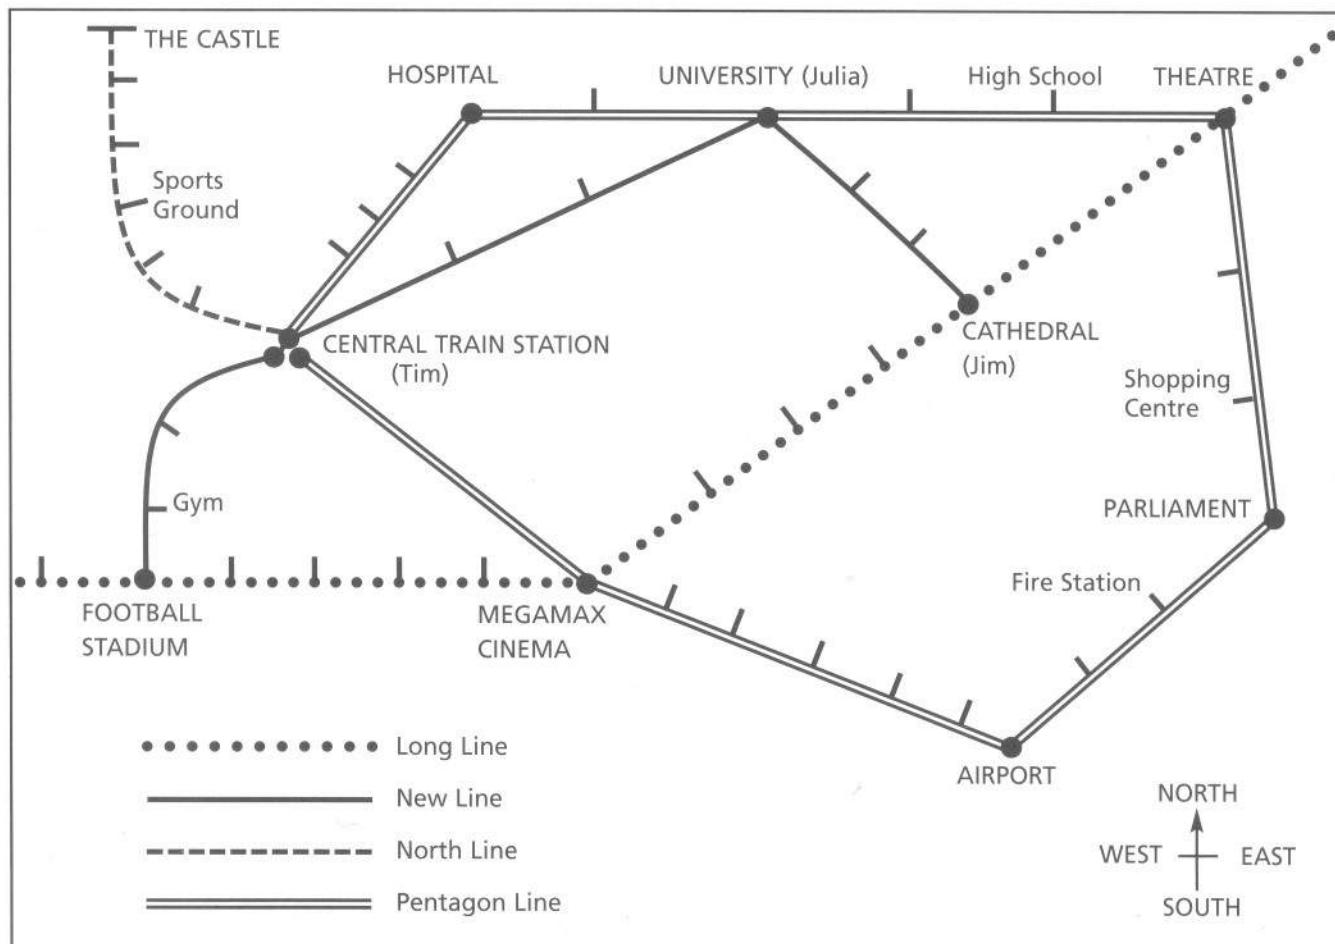 THE CASTLE
HOSPITAL
UNIVERSITY (Julia)
High School
THEATRE
Sports
Ground
CENTRAL TRAIN STATION
(Tim)
CATHEDRAL
(Jim)
Shopping
Centre
Gym
PARLIAMENT
Fire Station
FOOTBALL
STADIUM
MEGAMAX
CINEMA
AIRPORT
Long Line
New Line
North Line
Pentagon Line
NORTH
WEST
EAST
SOUTH